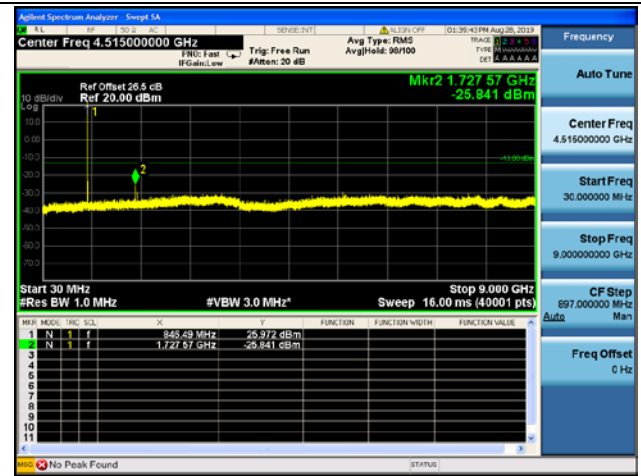 Agilent Spectrum Analyzer - Swept SA
RL RF 50 Ω AC SENSE:INT ALIGN OFF 01:39:43 PM Aug 28, 2019
Center Freq 4.515000000 GHz
PNO: Fast
IFGain:Low
Trig: Free Run
#Atten: 20 dB
Avg Type: RMS
Avg|Hold: 98/100
TRACE 1 2 3 4 5 6
TYPE
DET A A A A A A
Ref Offset 26.5 dB
Ref 20.00 dBm
10 dB/div
Log
Mkr2 1.727 57 GHz
-25.841 dBm
1
10.0
0.00
-10.0
-13.00 dBm
2
-20.0
-30.0
-40.0
-50.0
-60.0
-70.0
Start 30 MHz
Stop 9.000 GHz
#Res BW 1.0 MHz
#VBW 3.0 MHz*
Sweep 16.00 ms (40001 pts)
MKR MODE TRC SCL X Y FUNCTION FUNCTION WIDTH FUNCTION VALUE
1 N 1 f 845.49 MHz 25.972 dBm
2 N 1 f 1.727 57 GHz -25.841 dBm
3
4
5
6
7
8
9
10
11
MSG No Peak Found
STATUS
Frequency
Auto Tune
Center Freq
4.515000000 GHz
Start Freq
30.000000 MHz
Stop Freq
9.000000000 GHz
CF Step
897.000000 MHz
Auto Man
Freq Offset
0 Hz